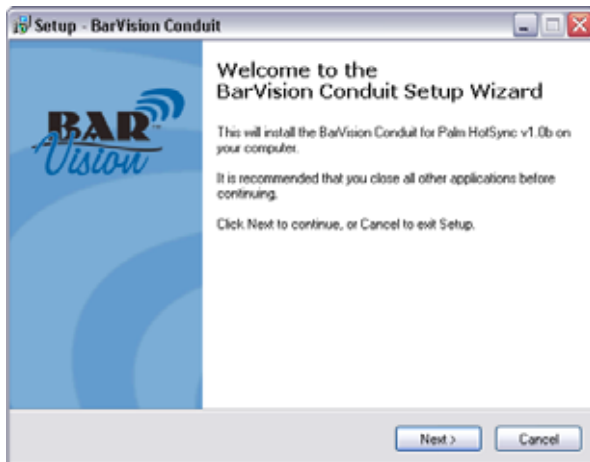 Setup - BarVision Conduit
BAR
Vision
Welcome to the
BarVision Conduit Setup Wizard
This will install the BarVision Conduit for Palm HotSync v1.0b on
your computer.
It is recommended that you close all other applications before
continuing.
Click Next to continue, or Cancel to exit Setup.
Next >
Cancel